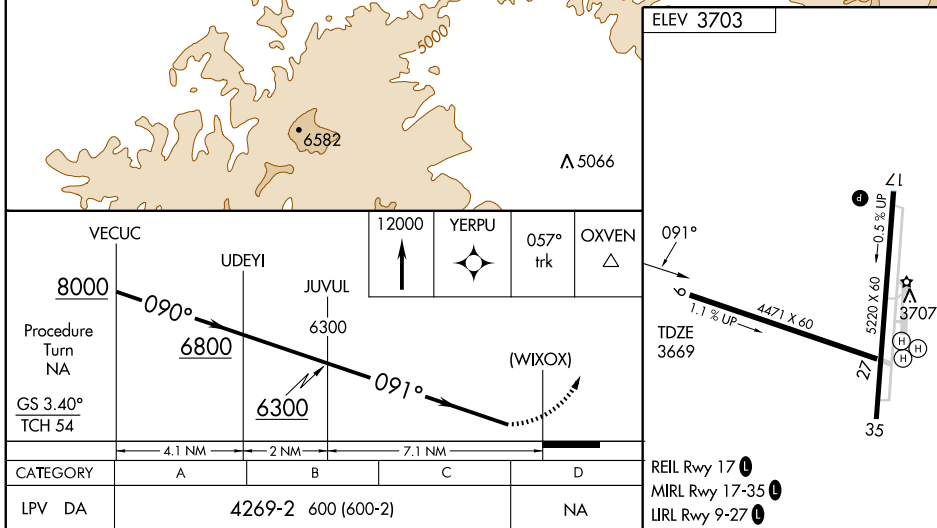 5000
6582
5066
VECUC
UDEYI
JUVUL
6300
8000
090°
6800
Procedure
Turn
NA
GS 3.40°
TCH 54
6300
091°
(WIXOX)
12000
YERPU
057°
trk
OXVEN
4.1 NM
2 NM
7.1 NM
CATEGORY A B C D
LPV DA 4269-2 600 (600-2) NA
ELEV 3703
17
P
0.5 % UP
091°
9
4471 X 60
1.1 % UP
5220 X 60
3707
TDZE
3669
H
H
H
27
35
REIL Rwy 17 L
MIRL Rwy 17-35 L
LIRL Rwy 9-27 L